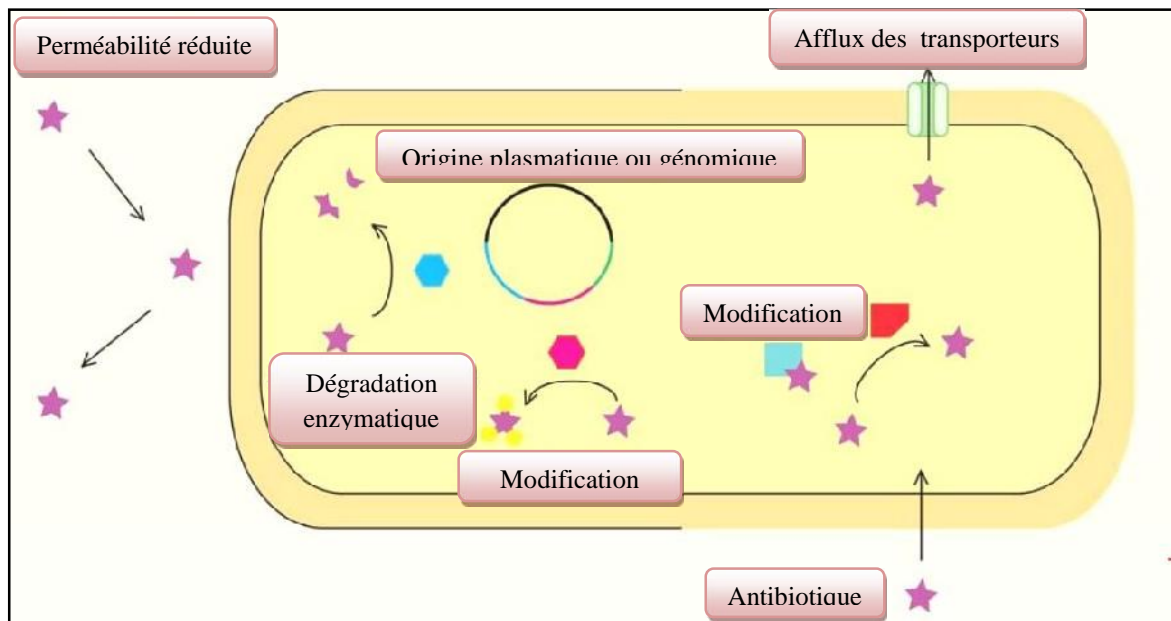 Perméabilité réduite
Afflux des transporteurs
Origine plasmatique ou génomique
Modification
Dégradation
enzymatique
Modification
Antibiotique